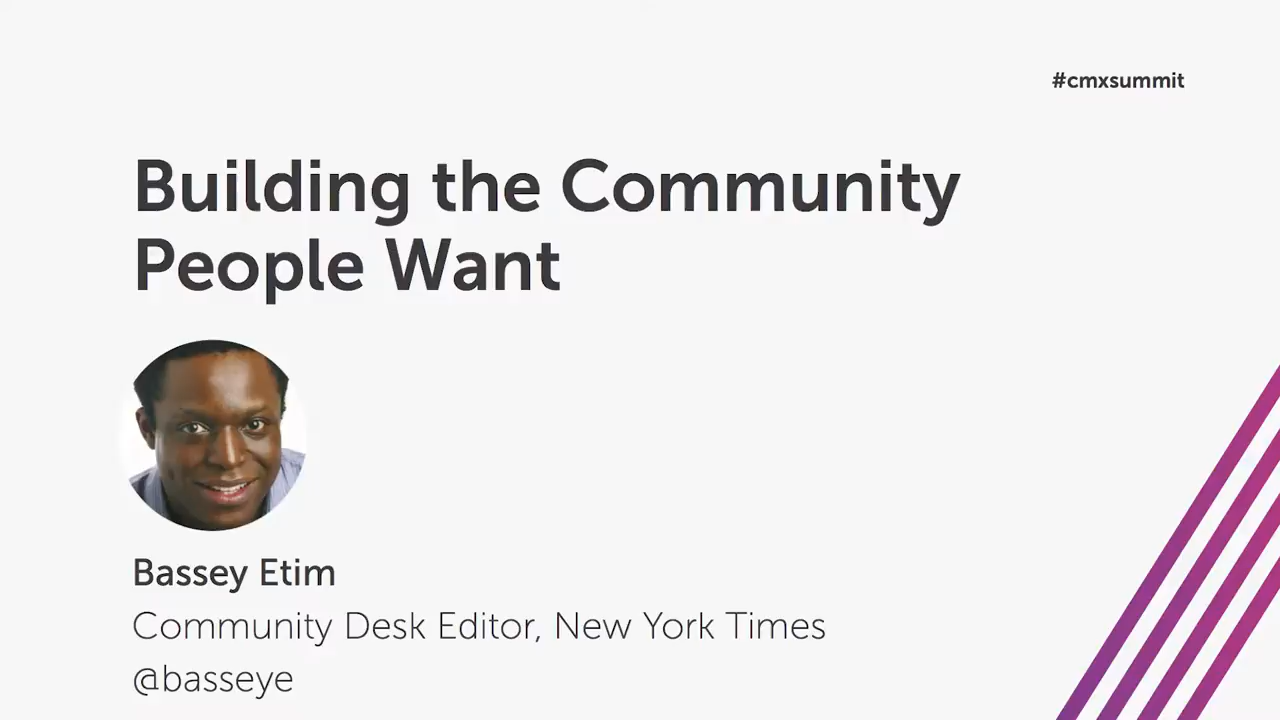 #cmxsummit
Building the Community
People Want
Bassey Etim
Community Desk Editor, New York Times
@basseye